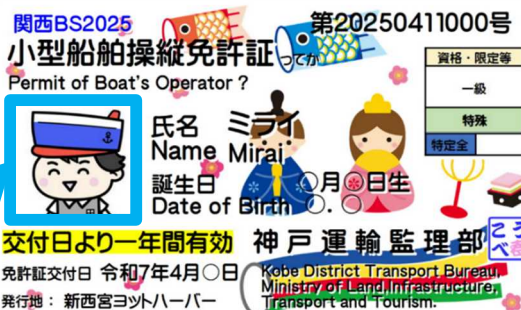 関西BS2025
第20250411000号
小型船舶操縦免許証ってか
Permit of Boat's Operator ?
資格・限定等
一級
特殊
特定全
氏名 ミライ
Name Mirai
誕生日 〇月◎日生
Date of Birth 〇.〇
交付日より一年間有効
神戸運輸監理部
こう
べ
免許証交付日 令和7年4月〇日
Kobe District Transport Bureau,
Ministry of Land,Infrastructure,
Transport and Tourism.
発行地：新西宮ヨットハーバー